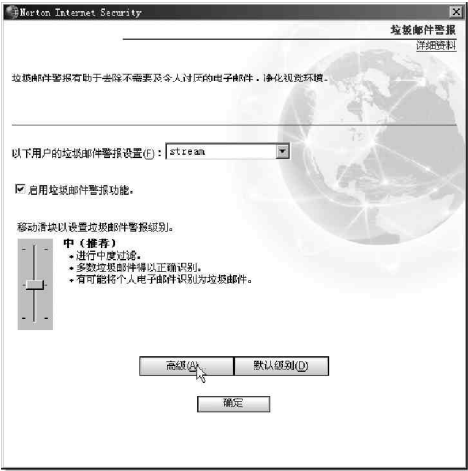 Norton Internet Security
垃圾邮件警报
详细资料
垃圾邮件警报有助于去除不需要及令人讨厌的电子邮件，净化视觉环境。
以下用户的垃圾邮件警报设置(F)： stream
启用垃圾邮件警报功能。
移动滑块以设置垃圾邮件警报级别。
中（推荐）
• 进行中度过滤。
• 多数垃圾邮件得以正确识别。
• 有可能将个人电子邮件识别为垃圾邮件。
高级(A) 默认级别(D)
确定